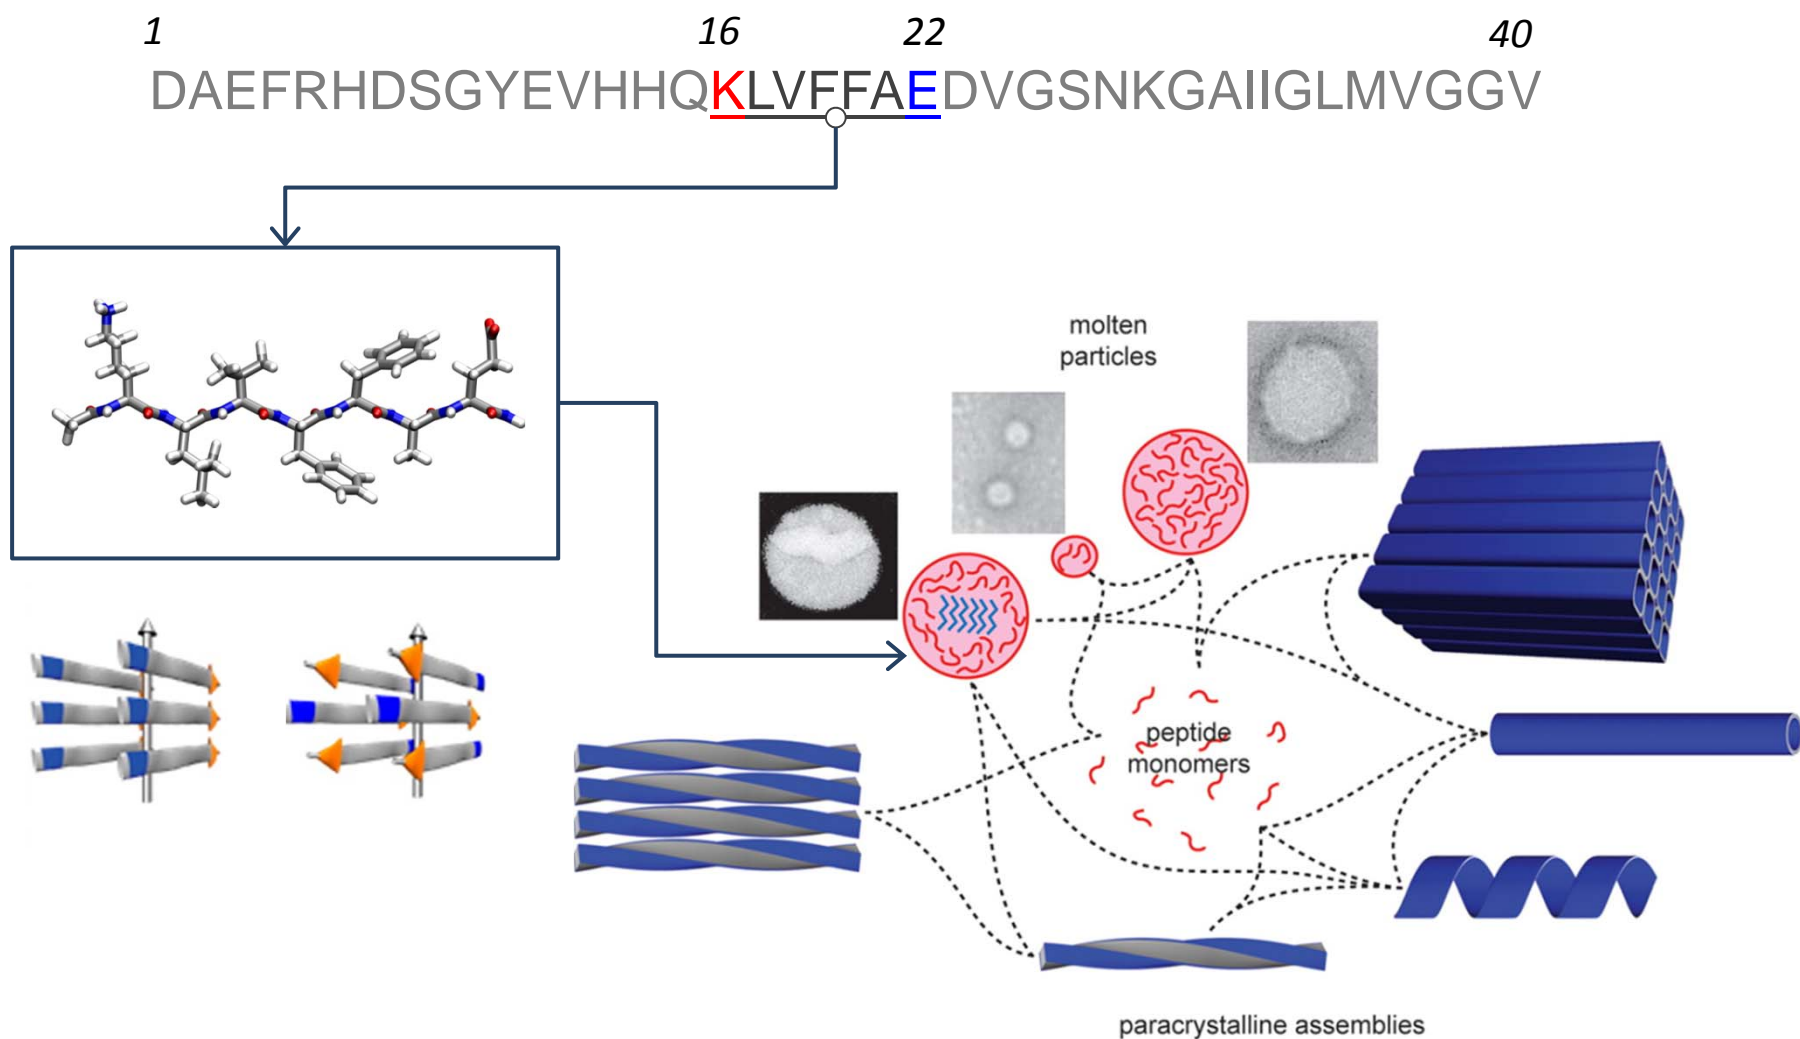 1 16 22 40
DAEFRHDSGYEVHHQKLVFFAEDVGSNKGAIIGLMVGGV
molten
particles
peptide
monomers
paracrystalline assemblies